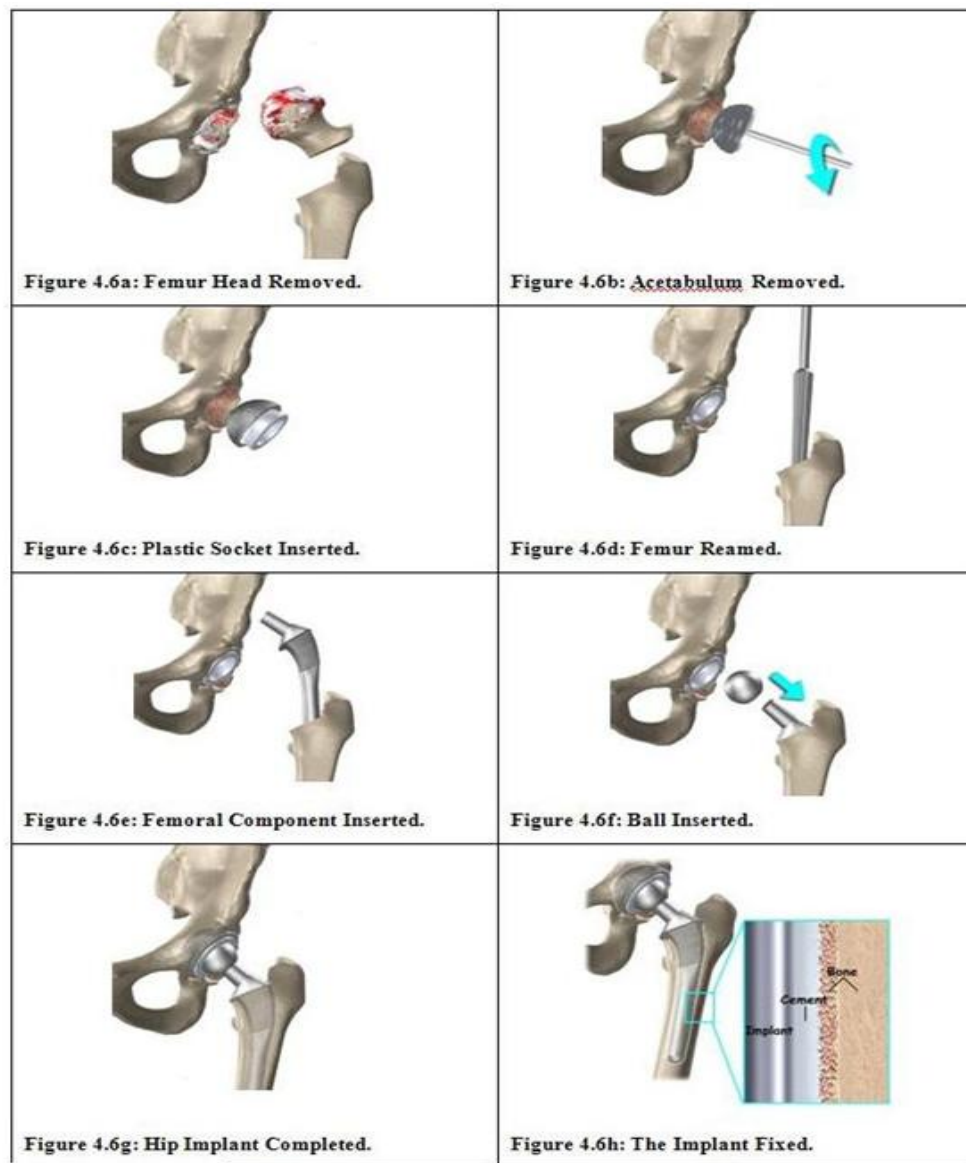 Figure 4.6a: Femur Head Removed.
Figure 4.6b: Acetabulum Removed.
Figure 4.6c: Plastic Socket Inserted.
Figure 4.6d: Femur Reamed.
Figure 4.6e: Femoral Component Inserted.
Figure 4.6f: Ball Inserted.
Bone
Cement
Implant
Figure 4.6g: Hip Implant Completed.
Figure 4.6h: The Implant Fixed.